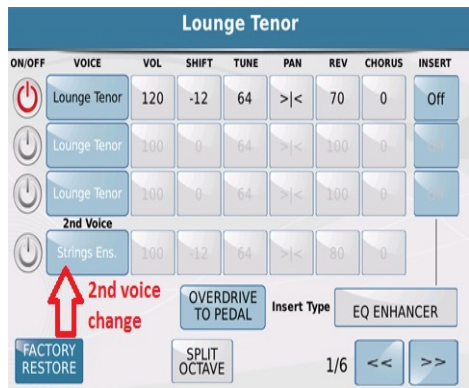 Lounge Tenor
ON/OFF VOICE VOL SHIFT TUNE PAN REV CHORUS INSERT
Lounge Tenor 120 -12 64 >|< 70 0 Off
Lounge Tenor 100 0 64 >|< 100 0
Lounge Tenor 100 0 64 >|< 100 0
2nd Voice
Strings Ens. 100 -12 64 >|< 80 0
2nd voice
change
OVERDRIVE
TO PEDAL
Insert Type
EQ ENHANCER
FACTORY
RESTORE
SPLIT
OCTAVE
1/6 << >>